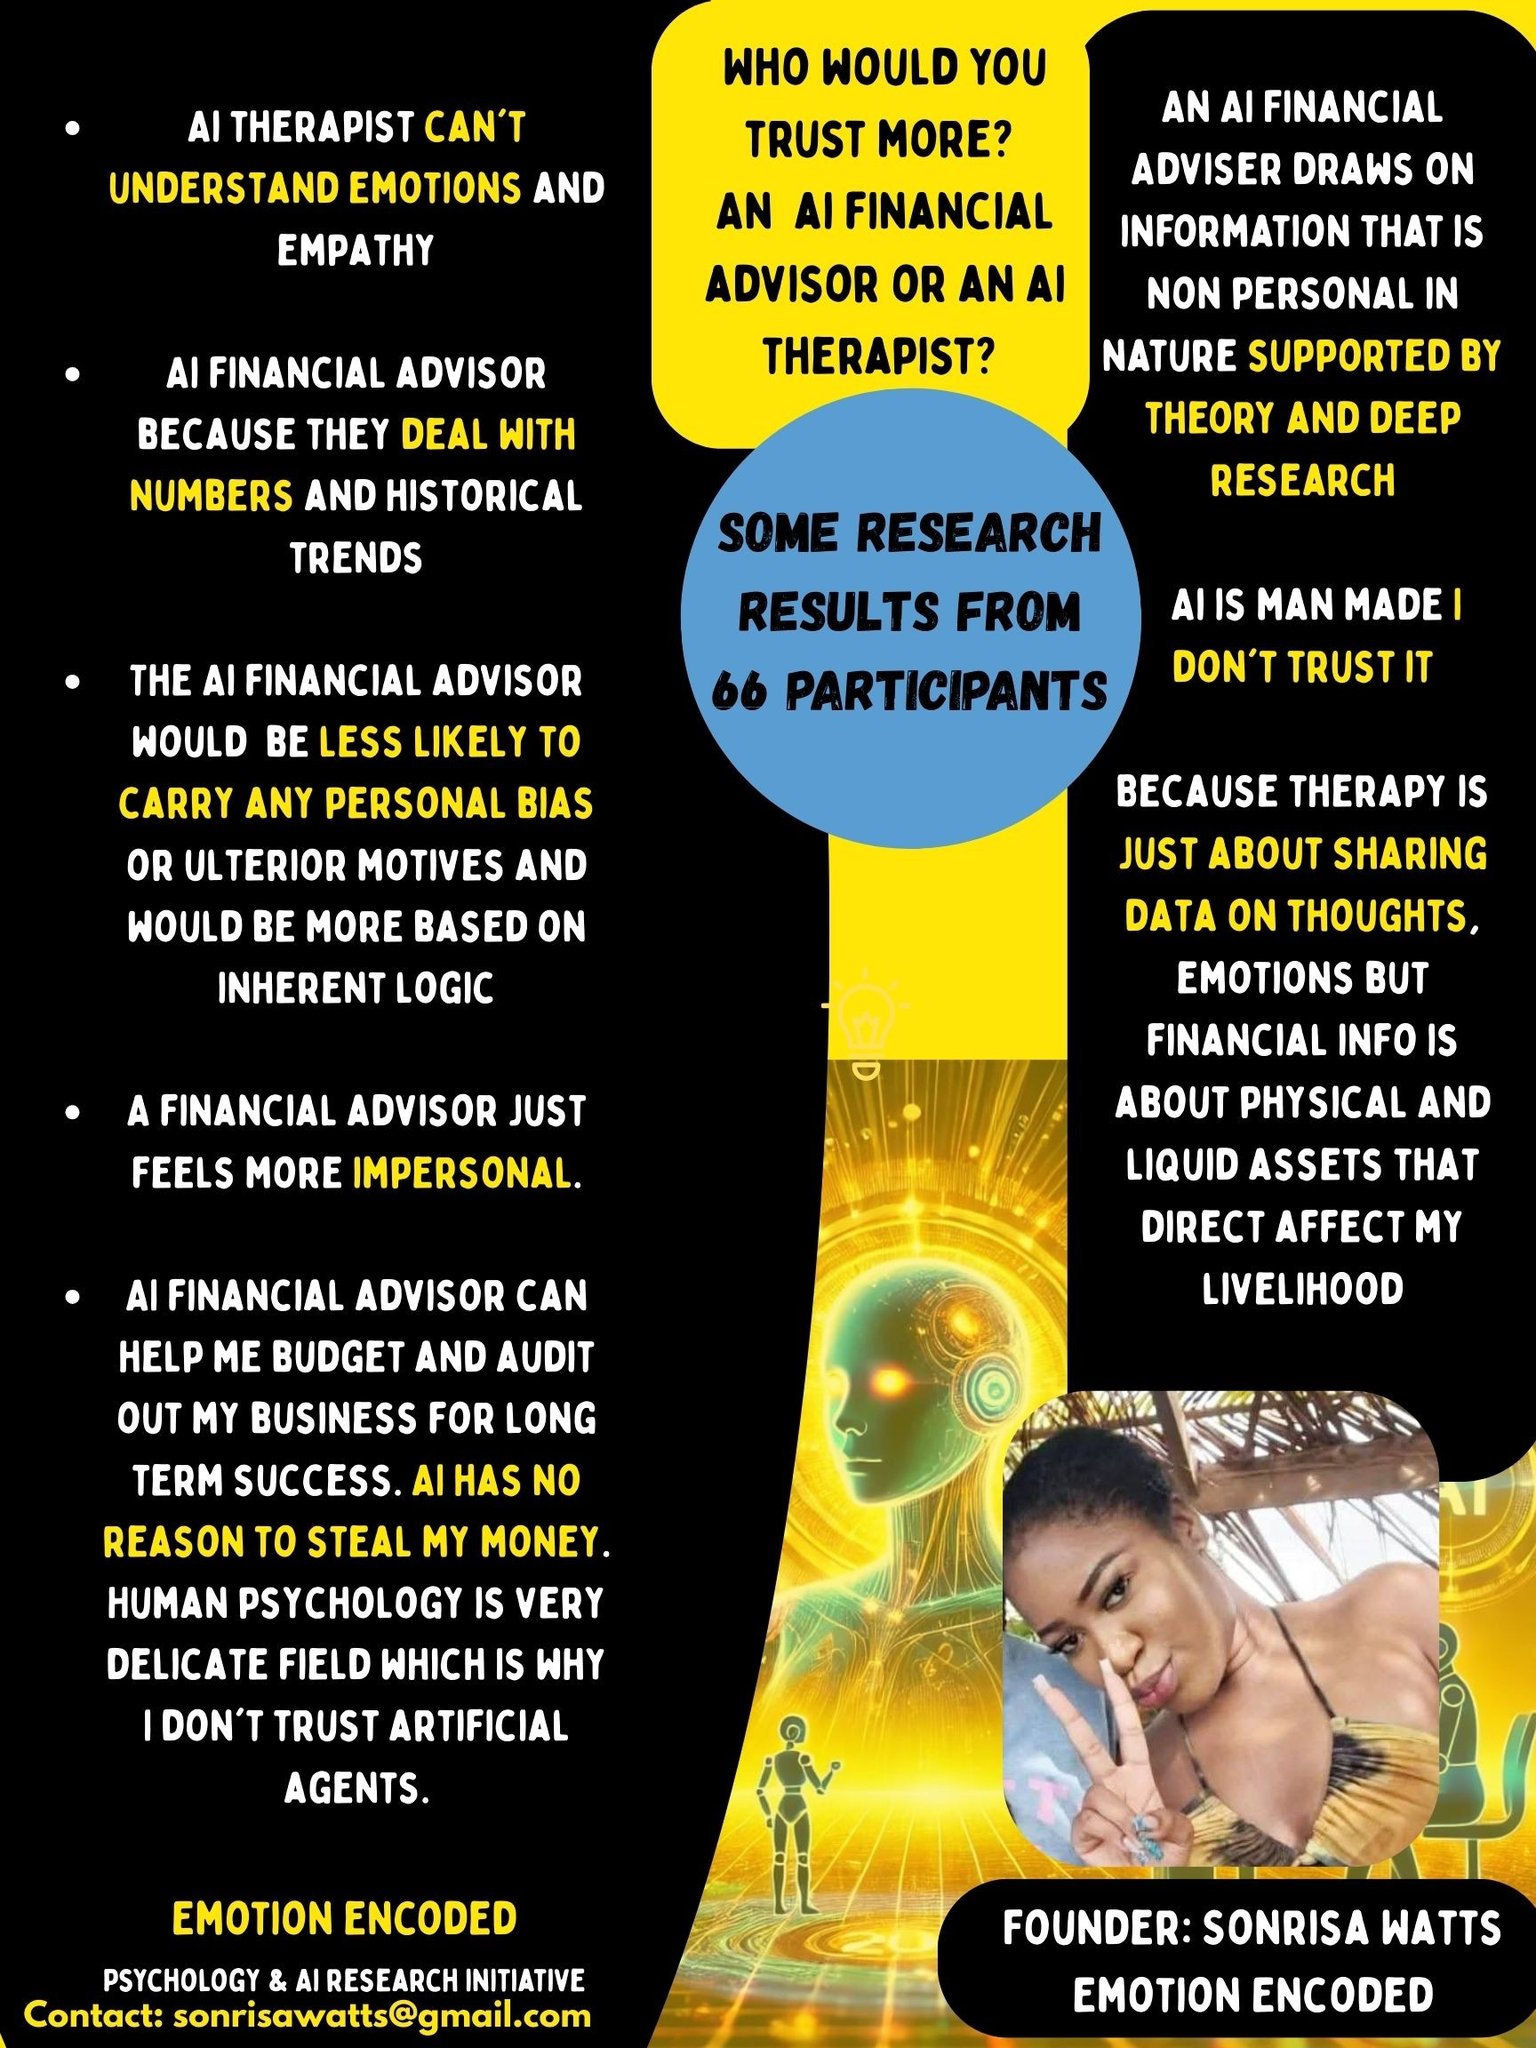 WHO WOULD YOU
TRUST MORE?
AN AI FINANCIAL
ADVISOR OR AN AI
THERAPIST?
SOME RESEARCH
RESULTS FROM
66 PARTICIPANTS
• AI THERAPIST CAN'T
UNDERSTAND EMOTIONS AND
EMPATHY
• AI FINANCIAL ADVISOR
BECAUSE THEY DEAL WITH
NUMBERS AND HISTORICAL
TRENDS
• THE AI FINANCIAL ADVISOR
WOULD BE LESS LIKELY TO
CARRY ANY PERSONAL BIAS
OR ULTERIOR MOTIVES AND
WOULD BE MORE BASED ON
INHERENT LOGIC
• A FINANCIAL ADVISOR JUST
FEELS MORE IMPERSONAL.
• AI FINANCIAL ADVISOR CAN
HELP ME BUDGET AND AUDIT
OUT MY BUSINESS FOR LONG
TERM SUCCESS. AI HAS NO
REASON TO STEAL MY MONEY.
HUMAN PSYCHOLOGY IS VERY
DELICATE FIELD WHICH IS WHY
I DON'T TRUST ARTIFICIAL
AGENTS.
AN AI FINANCIAL
ADVISER DRAWS ON
INFORMATION THAT IS
NON PERSONAL IN
NATURE SUPPORTED BY
THEORY AND DEEP
RESEARCH
AI IS MAN MADE I
DON'T TRUST IT
BECAUSE THERAPY IS
JUST ABOUT SHARING
DATA ON THOUGHTS,
EMOTIONS BUT
FINANCIAL INFO IS
ABOUT PHYSICAL AND
LIQUID ASSETS THAT
DIRECT AFFECT MY
LIVELIHOOD
AI
EMOTION ENCODED
PSYCHOLOGY & AI RESEARCH INITIATIVE
Contact: sonrisawatts@gmail.com
FOUNDER: SONRISA WATTS
EMOTION ENCODED